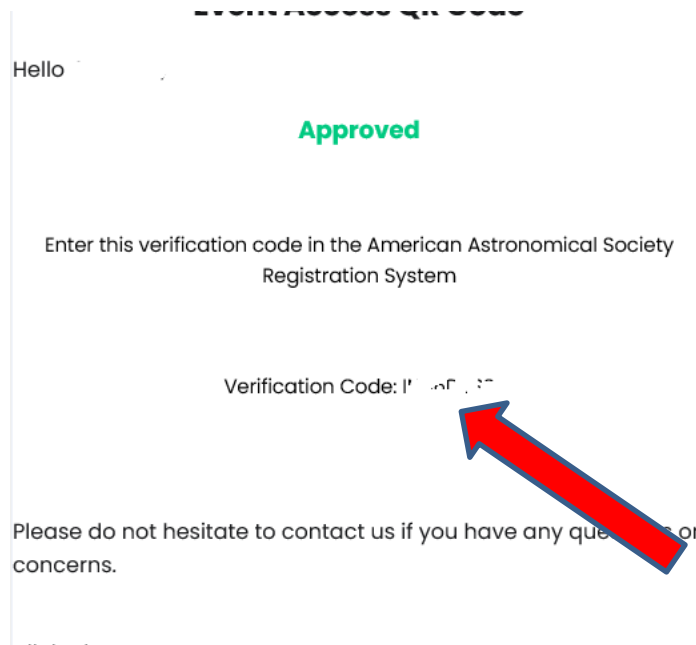 Hello
Approved
Enter this verification code in the American Astronomical Society
Registration System
Verification Code:
Please do not hesitate to contact us if you have any or
concerns.